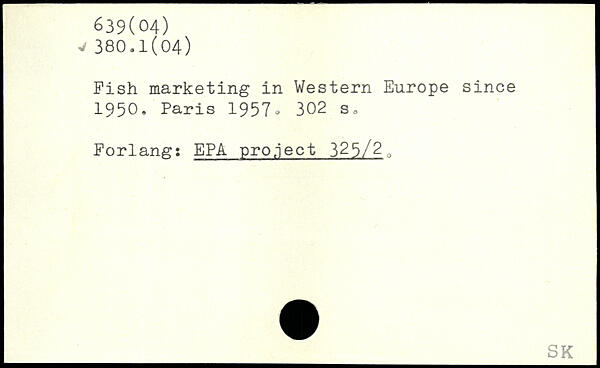 639(04)
✓ 380.1(04)
Fish marketing in Western Europe since
1950. Paris 1957. 302 s.
Forlang: EPA project 325/2.
SK